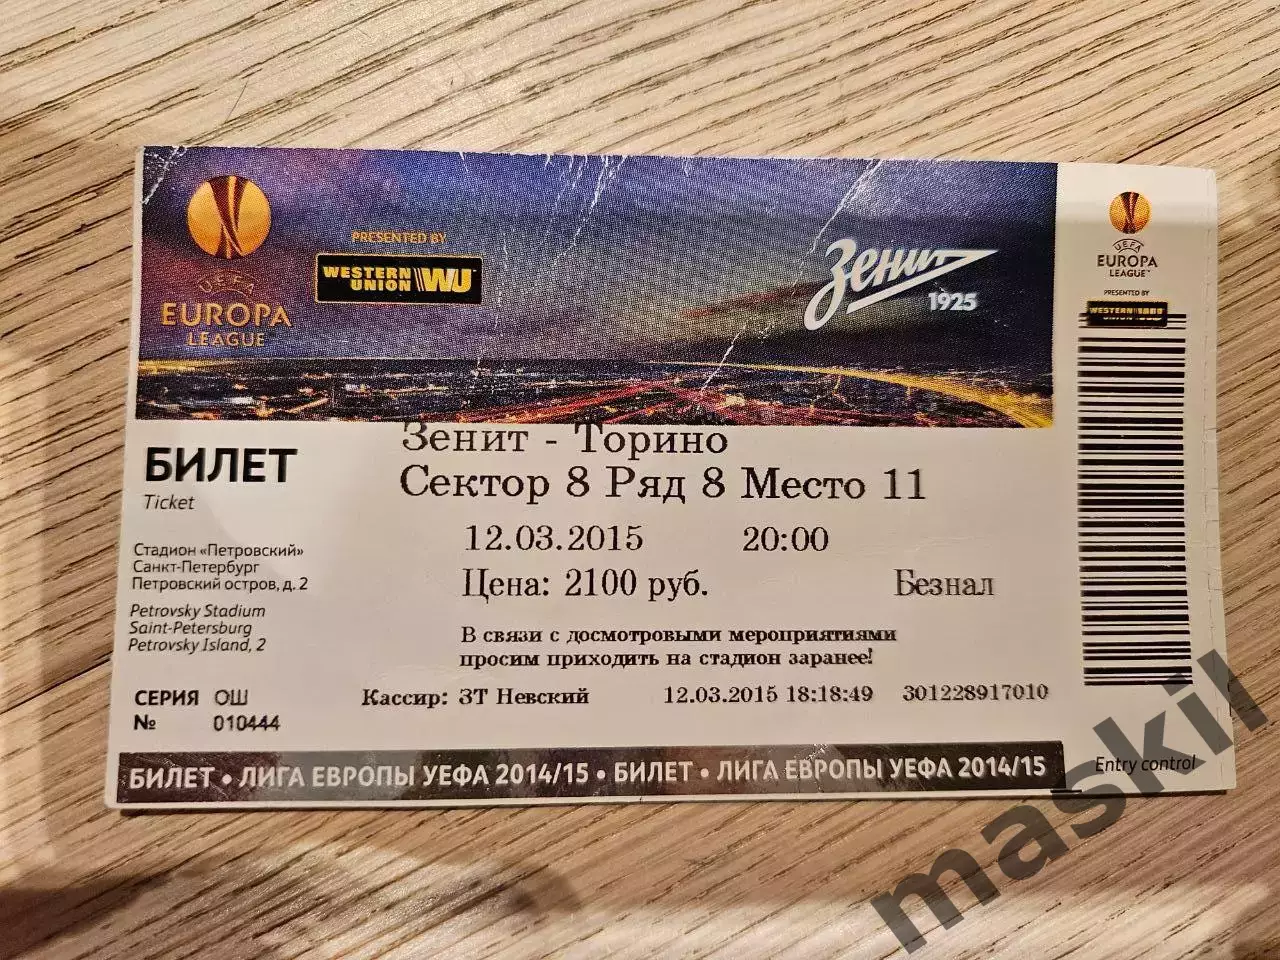 UEFA
EUROPA
LEAGUE
PRESENTED BY
WESTERN UNION WU
Зенит
1925
UEFA
EUROPA
LEAGUE™
PRESENTED BY
WESTERN UNION
БИЛЕТ
Ticket
Зенит - Торино
Сектор 8 Ряд 8 Место 11
12.03.2015 20:00
Цена: 2100 руб. Безнал
В связи с досмотровыми мероприятиями
просим приходить на стадион заранее!
Стадион «Петровский»
Санкт-Петербург
Петровский остров, д. 2
Petrovsky Stadium
Saint-Petersburg
Petrovsky Island, 2
СЕРИЯ ОШ
№ 010444
Кассир: ЗТ Невский 12.03.2015 18:18:49 301228917010
БИЛЕТ • ЛИГА ЕВРОПЫ УЕФА 2014/15 • БИЛЕТ • ЛИГА ЕВРОПЫ УЕФА 2014/15
Entry control
maskil